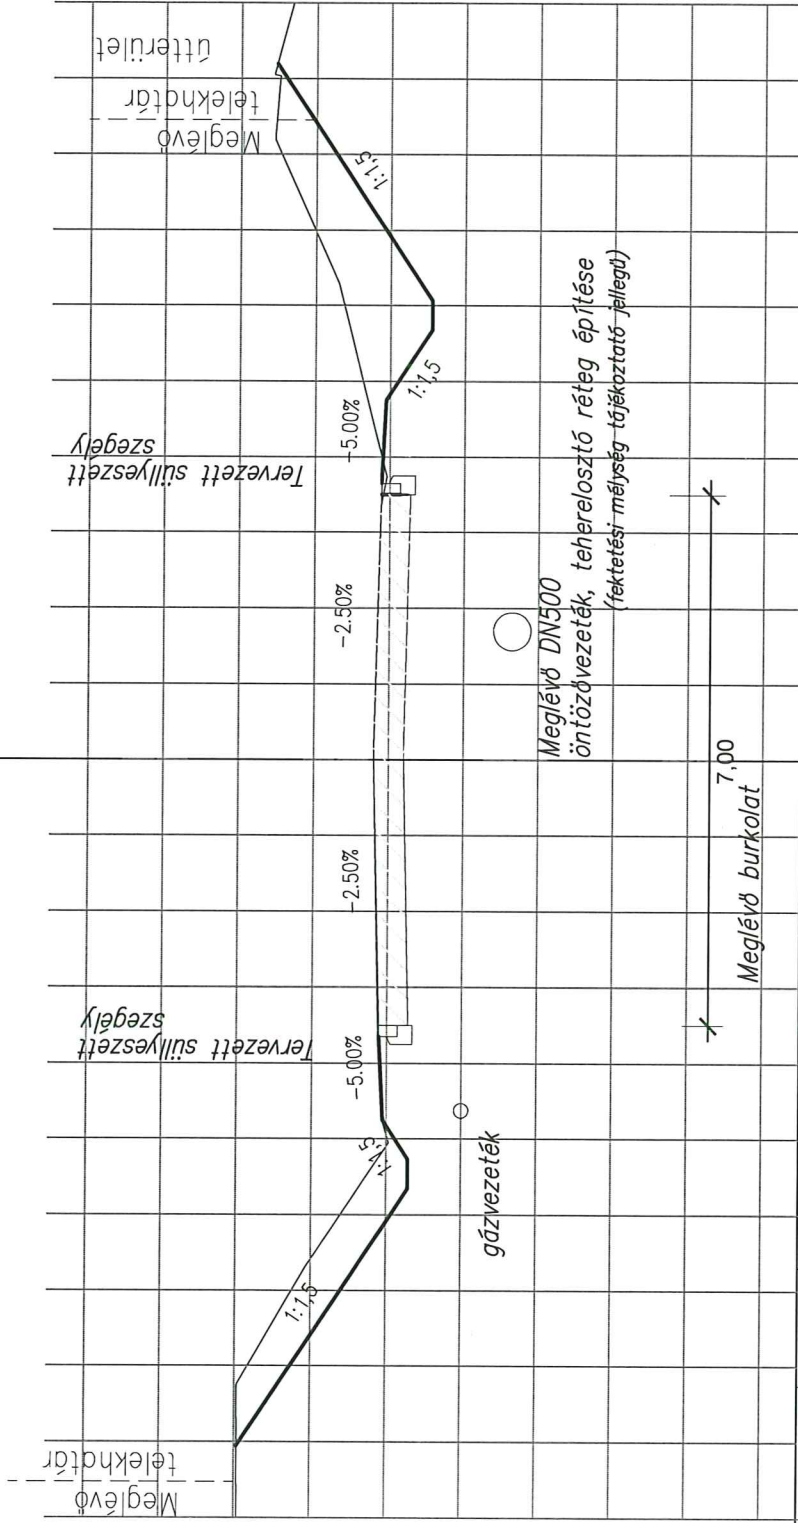 Meglévő
telekhatár
1:1,5
1:1,5
-5.00%
Tervezett süllyesztett
szegély
gázvezeték
-2.50%
-2.50%
Meglévő burkolat
7,00
Meglévő DN500
öntözővezeték, teherelosztó réteg építése
(fektetési mélység tájékoztató jellegű)
Tervezett süllyesztett
szegély
-5.00%
1:1,5
1:1,5
Meglévő
telekhatár
útterület